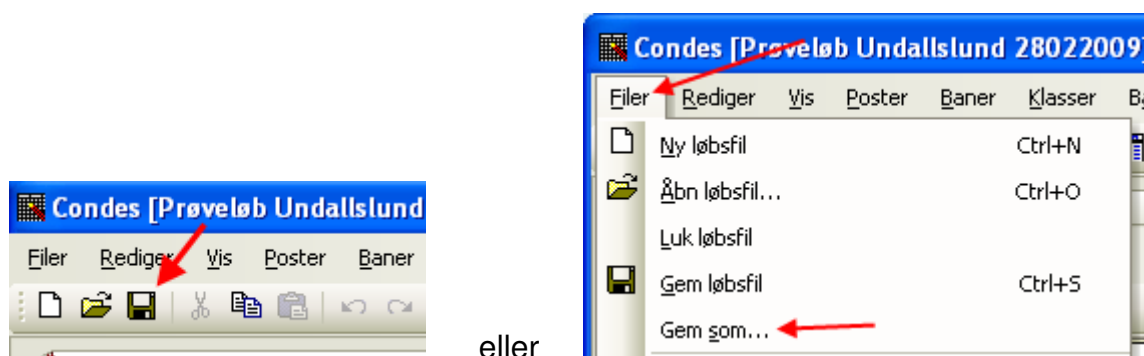 Condes [Prøveløb Undallslund
Filer Rediger Vis Poster Baner
eller
Condes [Prøveløb Undallslund 28022009]
Filer Rediger Vis Poster Baner Klasser
Ny løbsfil Ctrl+N
Åbn løbsfil... Ctrl+O
Luk løbsfil
Gem løbsfil Ctrl+S
Gem som...